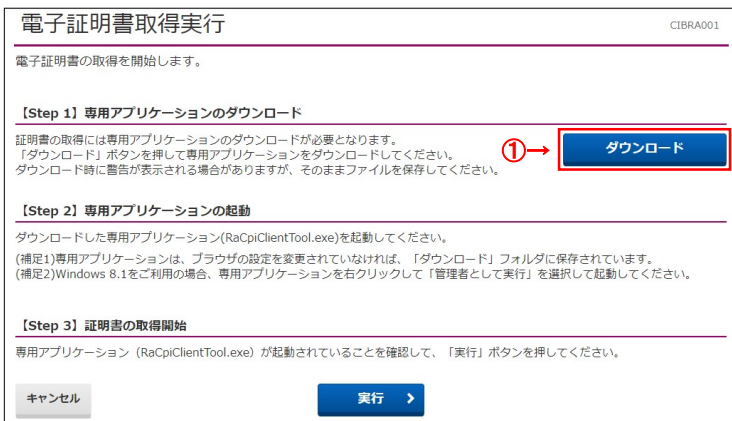 電子証明書取得実行
CIBRA001
電子証明書の取得を開始します。
【Step 1】専用アプリケーションのダウンロード
証明書の取得には専用アプリケーションのダウンロードが必要となります。
「ダウンロード」ボタンを押して専用アプリケーションをダウンロードしてください。
ダウンロード時に警告が表示される場合がありますが、そのままファイルを保存してください。
①→
ダウンロード
【Step 2】専用アプリケーションの起動
ダウンロードした専用アプリケーション(RaCpiClientTool.exe)を起動してください。
(補足1)専用アプリケーションは、ブラウザの設定を変更されていなければ、「ダウンロード」フォルダに保存されています。
(補足2)Windows 8.1をご利用の場合、専用アプリケーションを右クリックして「管理者として実行」を選択して起動してください。
【Step 3】証明書の取得開始
専用アプリケーション（RaCpiClientTool.exe）が起動されていることを確認して、「実行」ボタンを押してください。
キャンセル
実行